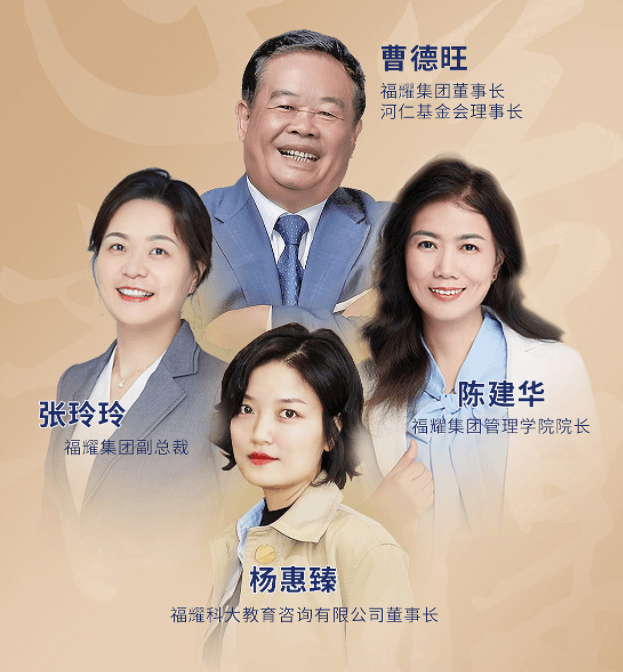 曹德旺
福耀集团董事长
河仁基金会理事长
张玲玲
福耀集团副总裁
陈建华
福耀集团管理学院院长
杨惠臻
福耀科大教育咨询有限公司董事长